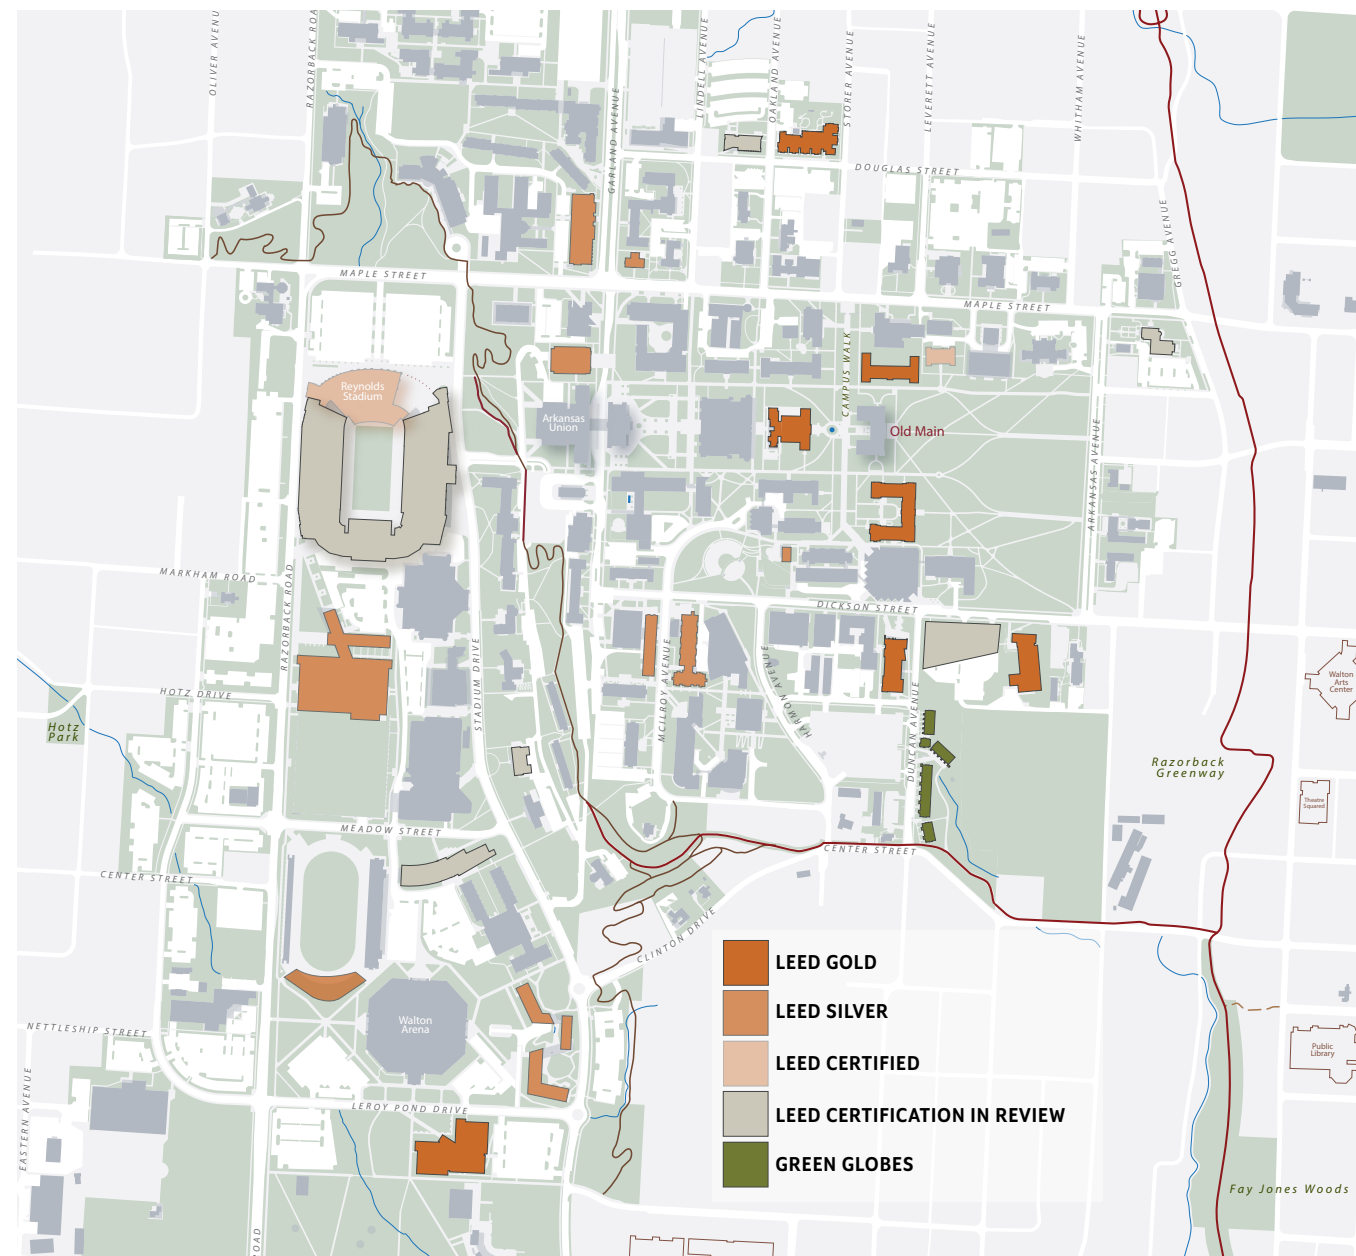 OLIVER AVENUE
RAZORBACK ROA
GARLAND AVENUE
LINDELL AVENUE
OAKLAND AVENUE
STORER AVENUE
LEVERETT AVENUE
WHITHAM AVENUE
DOUGLAS STREET
GREGG AVENUE
MAPLE STREET
MAPLE STREET
CAMPUS WALK
Reynolds
Stadium
Arkansas
Union
Old Main
ARKANSAS AVENUE
MARKHAM ROAD
RAZORBACK ROAD
DICKSON STREET
STADIUM DRIVE
MCILROY AVENUE
HARMON AVENUE
DUNCAN AVENUE
Walton
Arts
Center
HOTZ DRIVE
Hotz
Park
Razorback
Greenway
Theatre
Squared
MEADOW STREET
CENTER STREET
CENTER STREET
CLINTON DRIVE
LEED GOLD
LEED SILVER
LEED CERTIFIED
LEED CERTIFICATION IN REVIEW
GREEN GLOBES
Walton
Arena
NETTLESHIP STREET
Public
Library
EASTERN AVENUE
LEROY POND DRIVE
Fay Jones Woods
ROAD